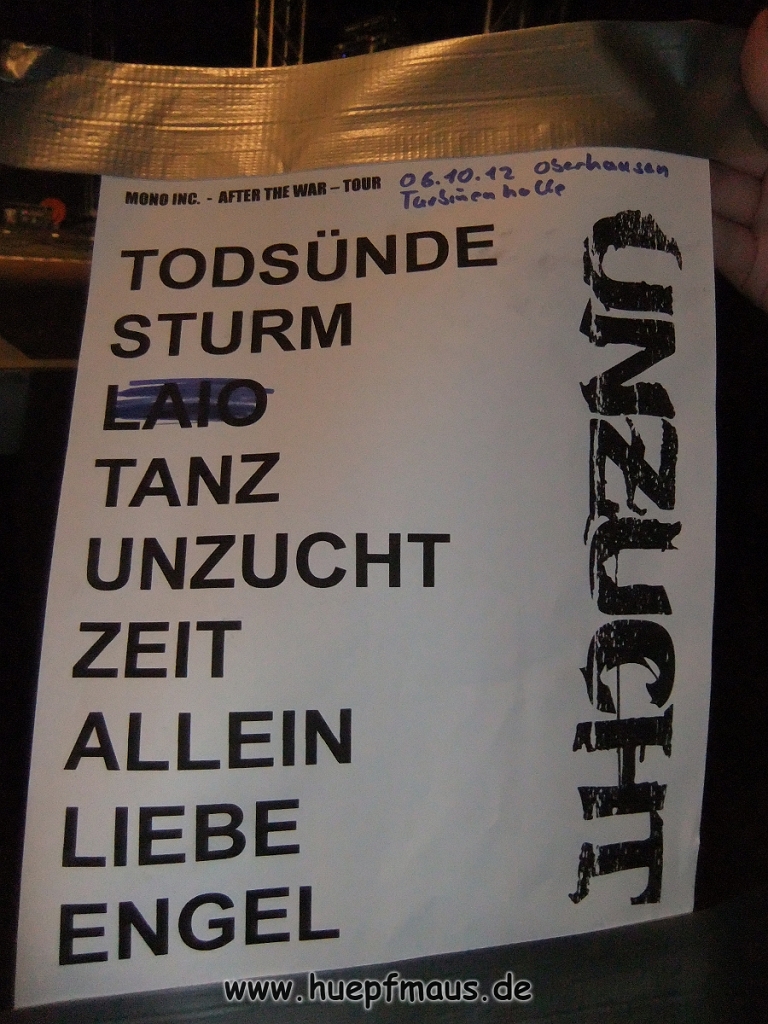 MONO INC. - AFTER THE WAR – TOUR
06.10.12 Oberhausen
Turbinenhalle
TODSÜNDE
STURM
LAIO
TANZ
UNZUCHT
ZEIT
ALLEIN
LIEBE
ENGEL
UNZUCHT
www.huepfmaus.de